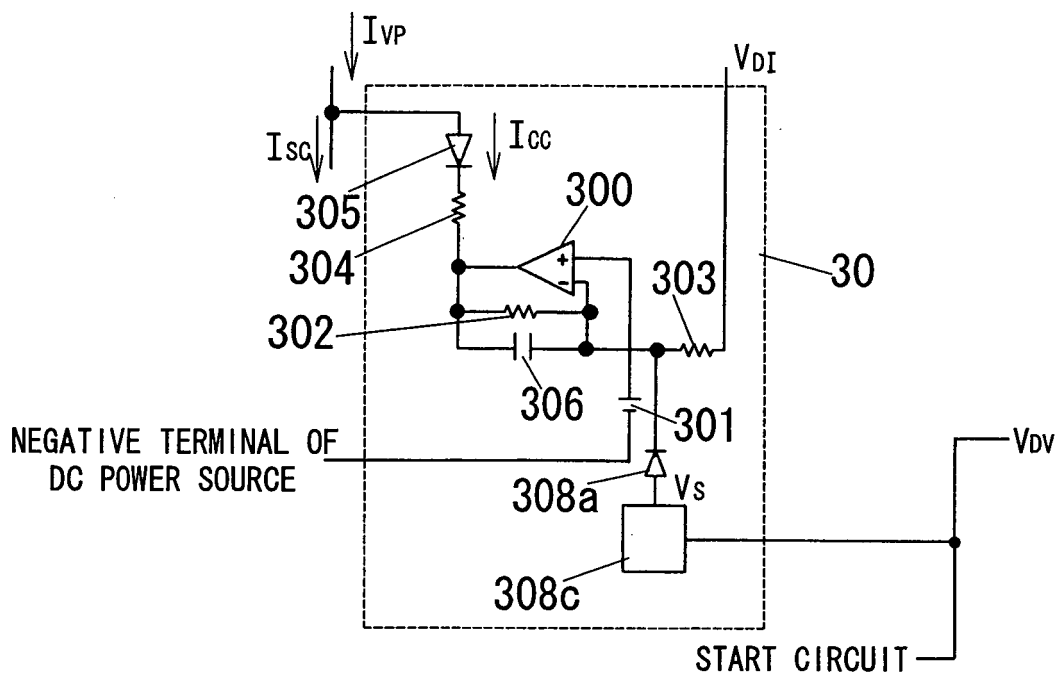 IVP
VDI
ISC
ICC
305
300
304
30
303
302
306
301
NEGATIVE TERMINAL OF
DC POWER SOURCE
VDV
308a
VS
308c
START CIRCUIT
+
-